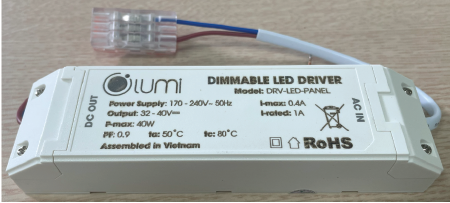 Lumi
DIMMABLE LED DRIVER
Model: DRV-LED-PANEL
Power Supply: 170 - 240V~ 50Hz
I-max: 0.4A
Output: 32 - 40V⎓
I-rated: 1A
P-max: 40W
PF: 0.9 ta: 50°C tc: 80°C
Assembled in Vietnam
RoHS
DC OUT
AC IN